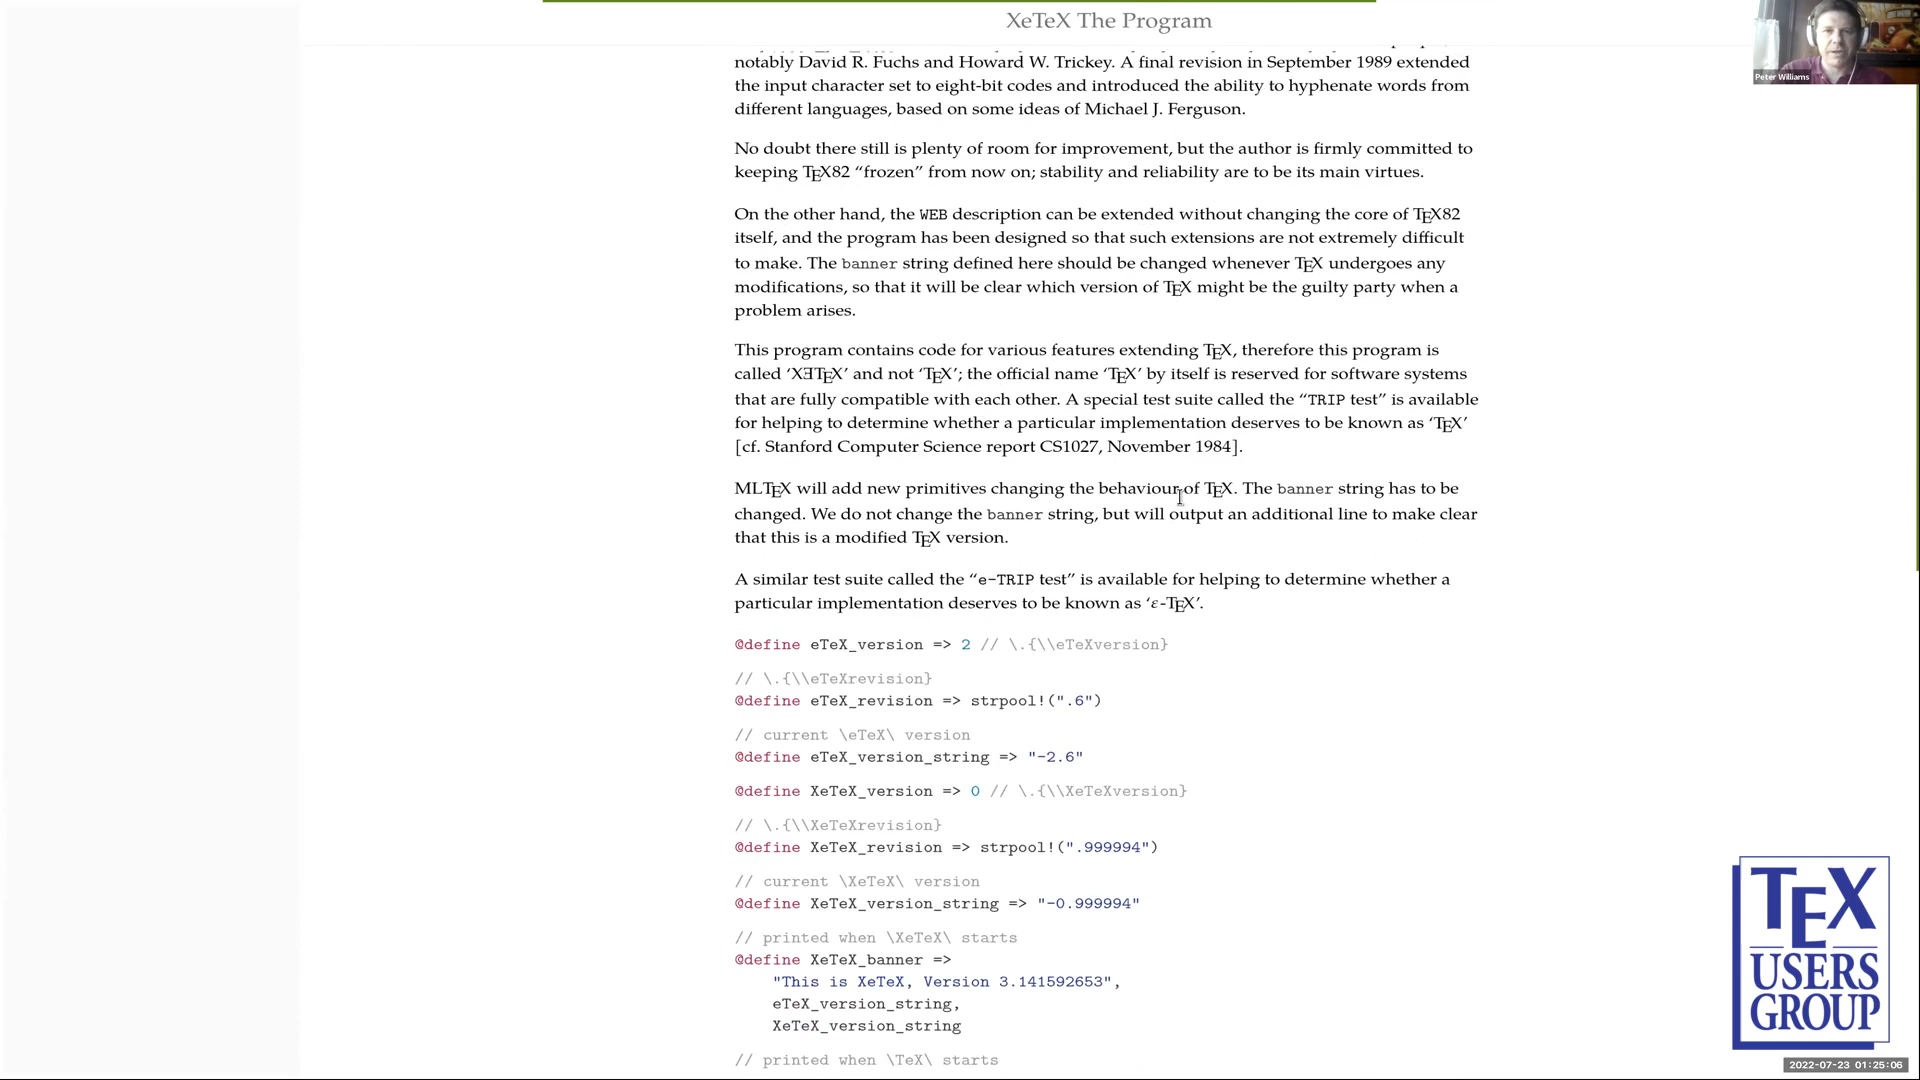 XeTeX The Program
Peter Williams
notably David R. Fuchs and Howard W. Trickey. A final revision in September 1989 extended
the input character set to eight-bit codes and introduced the ability to hyphenate words from
different languages, based on some ideas of Michael J. Ferguson.
No doubt there still is plenty of room for improvement, but the author is firmly committed to
keeping TEX82 “frozen” from now on; stability and reliability are to be its main virtues.
On the other hand, the WEB description can be extended without changing the core of TEX82
itself, and the program has been designed so that such extensions are not extremely difficult
to make. The banner string defined here should be changed whenever TEX undergoes any
modifications, so that it will be clear which version of TEX might be the guilty party when a
problem arises.
This program contains code for various features extending TEX, therefore this program is
called ‘XƎTEX’ and not ‘TEX’; the official name ‘TEX’ by itself is reserved for software systems
that are fully compatible with each other. A special test suite called the “TRIP test” is available
for helping to determine whether a particular implementation deserves to be known as ‘TEX’
[cf. Stanford Computer Science report CS1027, November 1984].
MLTEX will add new primitives changing the behaviour of TEX. The banner string has to be
changed. We do not change the banner string, but will output an additional line to make clear
that this is a modified TEX version.
A similar test suite called the “e-TRIP test” is available for helping to determine whether a
particular implementation deserves to be known as ‘ε-TEX’.
@define eTeX_version => 2 // \.{\\eTeXversion}
// \.{\\eTeXrevision}
@define eTeX_revision => strpool!(".6")
// current \eTeX\ version
@define eTeX_version_string => "-2.6"
@define XeTeX_version => 0 // \.{\\XeTeXversion}
// \.{\\XeTeXrevision}
@define XeTeX_revision => strpool!(".999994")
// current \XeTeX\ version
@define XeTeX_version_string => "-0.999994"
// printed when \XeTeX\ starts
@define XeTeX_banner =>
"This is XeTeX, Version 3.141592653",
eTeX_version_string,
XeTeX_version_string
// printed when \TeX\ starts
TEX
USERS
GROUP
2022-07-23 01:25:06